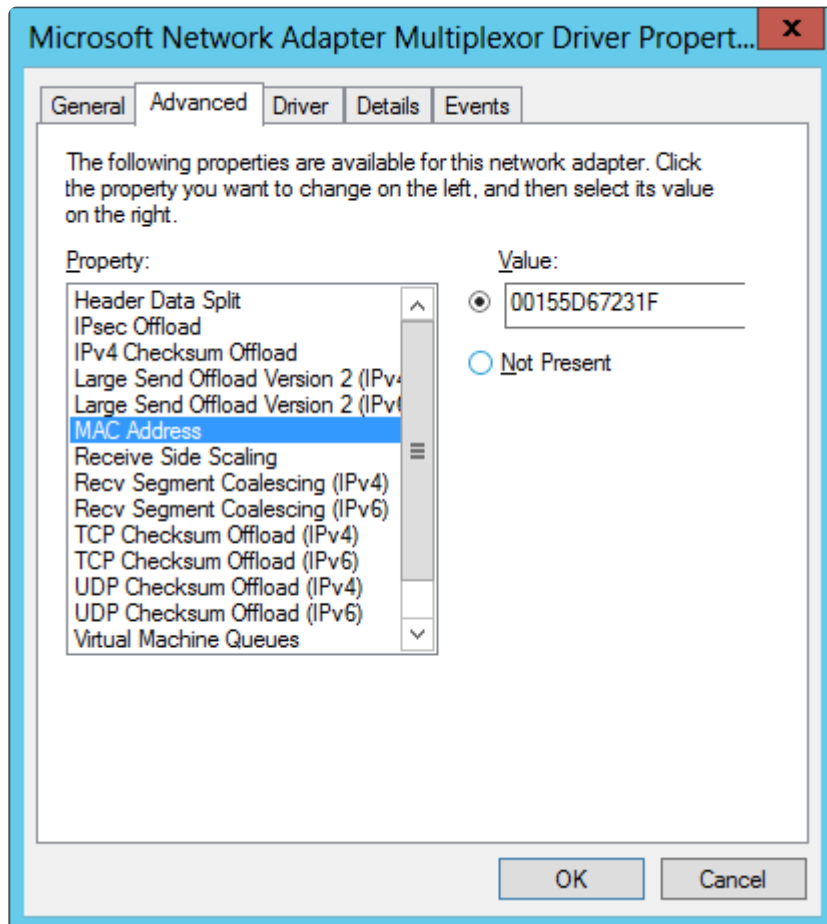 Microsoft Network Adapter Multiplexor Driver Propert... x
General Advanced Driver Details Events
The following properties are available for this network adapter. Click
the property you want to change on the left, and then select its value
on the right.
Property:
Header Data Split
IPsec Offload
IPv4 Checksum Offload
Large Send Offload Version 2 (IPv4
Large Send Offload Version 2 (IPv6
MAC Address
Receive Side Scaling
Recv Segment Coalescing (IPv4)
Recv Segment Coalescing (IPv6)
TCP Checksum Offload (IPv4)
TCP Checksum Offload (IPv6)
UDP Checksum Offload (IPv4)
UDP Checksum Offload (IPv6)
Virtual Machine Queues
Value:
00155D67231F
Not Present
OK Cancel